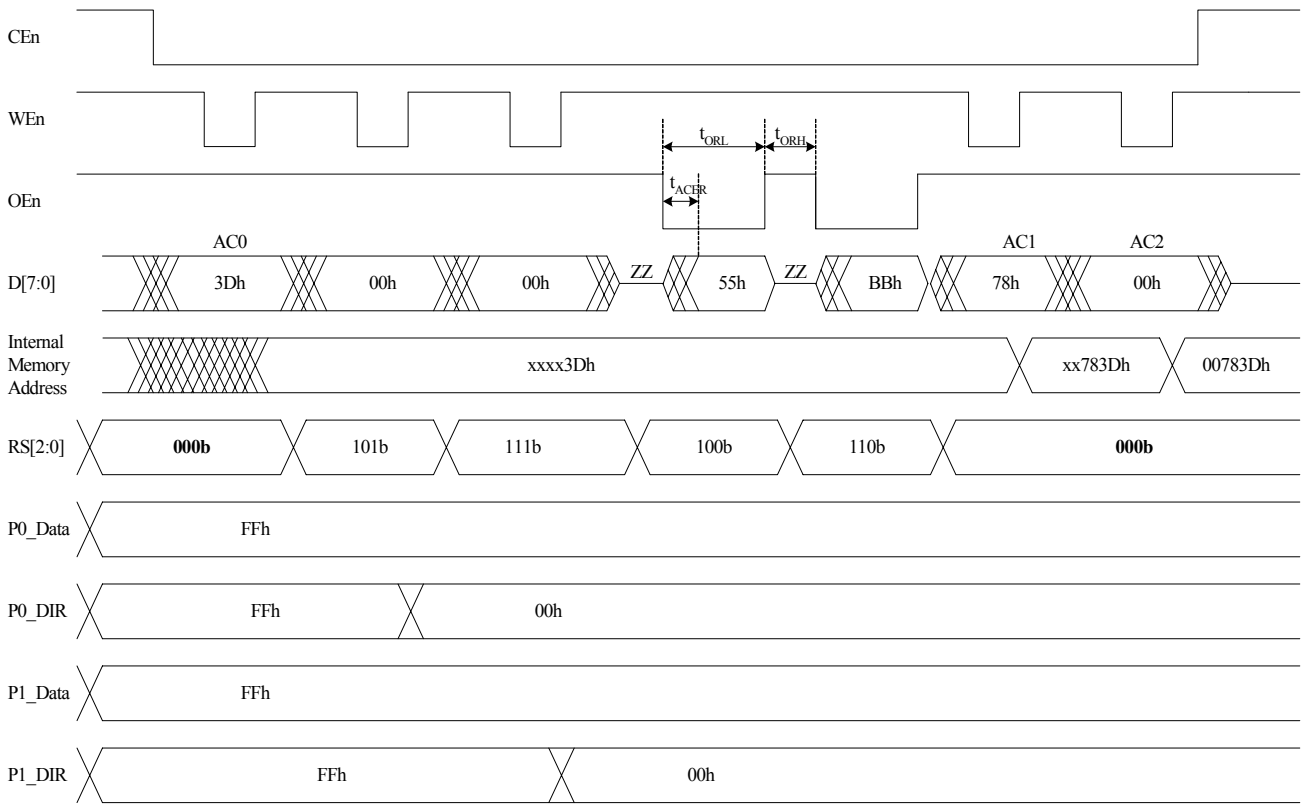 CEn
WEn
tORL tORH
OEn
tACER
AC0 AC1 AC2
D[7:0] 3Dh 00h 00h ZZ 55h ZZ BBh 78h 00h
Internal
Memory
Address
xxxx3Dh xx783Dh 00783Dh
RS[2:0] 000b 101b 111b 100b 110b 000b
P0_Data FFh
P0_DIR FFh 00h
P1_Data FFh
P1_DIR FFh 00h